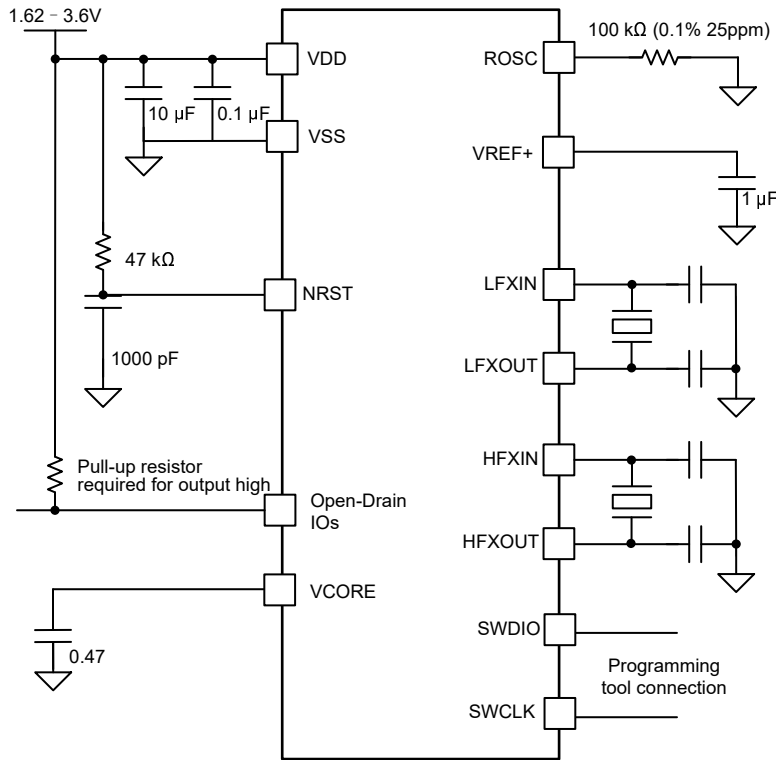 1.62 – 3.6V
VDD
10 µF
0.1 µF
VSS
47 kΩ
NRST
1000 pF
Pull-up resistor
required for output high
Open-Drain
IOs
VCORE
0.47
ROSC
100 kΩ (0.1% 25ppm)
VREF+
1 µF
LFXIN
LFXOUT
HFXIN
HFXOUT
SWDIO
Programming
tool connection
SWCLK